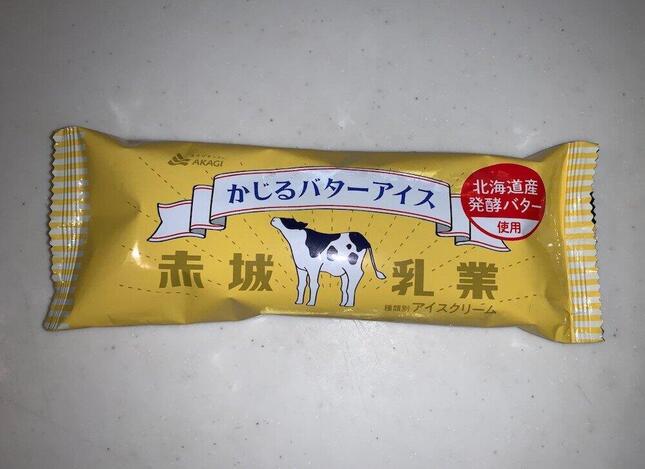 AKAGI
かじるバターアイス
北海道産
発酵バター
使用
赤城 乳業
種類別 アイスクリーム